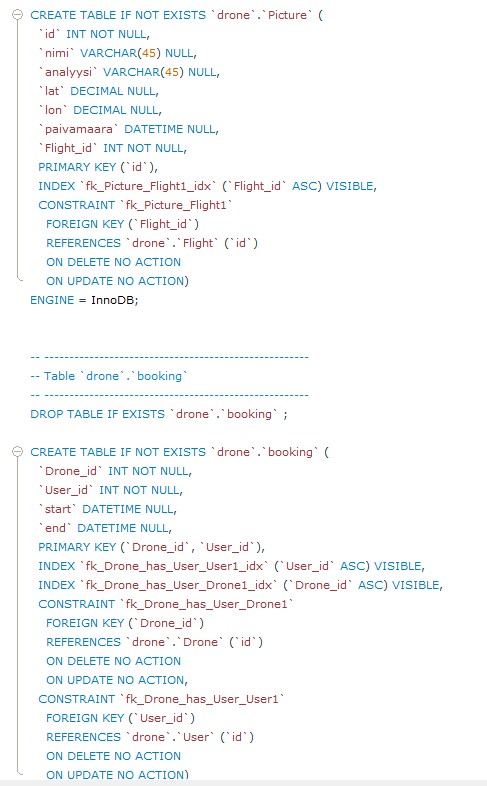 CREATE TABLE IF NOT EXISTS `drone`.`Picture` (
`id` INT NOT NULL,
`nimi` VARCHAR(45) NULL,
`analyysi` VARCHAR(45) NULL,
`lat` DECIMAL NULL,
`lon` DECIMAL NULL,
`paivamaara` DATETIME NULL,
`Flight_id` INT NOT NULL,
PRIMARY KEY (`id`),
INDEX `fk_Picture_Flight1_idx` (`Flight_id` ASC) VISIBLE,
CONSTRAINT `fk_Picture_Flight1`
FOREIGN KEY (`Flight_id`)
REFERENCES `drone`.`Flight` (`id`)
ON DELETE NO ACTION
ON UPDATE NO ACTION)
ENGINE = InnoDB;
-- -----------------------------------------------------
-- Table `drone`.`booking`
-- -----------------------------------------------------
DROP TABLE IF EXISTS `drone`.`booking` ;
CREATE TABLE IF NOT EXISTS `drone`.`booking` (
`Drone_id` INT NOT NULL,
`User_id` INT NOT NULL,
`start` DATETIME NULL,
`end` DATETIME NULL,
PRIMARY KEY (`Drone_id`, `User_id`),
INDEX `fk_Drone_has_User_User1_idx` (`User_id` ASC) VISIBLE,
INDEX `fk_Drone_has_User_Drone1_idx` (`Drone_id` ASC) VISIBLE,
CONSTRAINT `fk_Drone_has_User_Drone1`
FOREIGN KEY (`Drone_id`)
REFERENCES `drone`.`Drone` (`id`)
ON DELETE NO ACTION
ON UPDATE NO ACTION,
CONSTRAINT `fk_Drone_has_User_User1`
FOREIGN KEY (`User_id`)
REFERENCES `drone`.`User` (`id`)
ON DELETE NO ACTION
ON UPDATE NO ACTION)